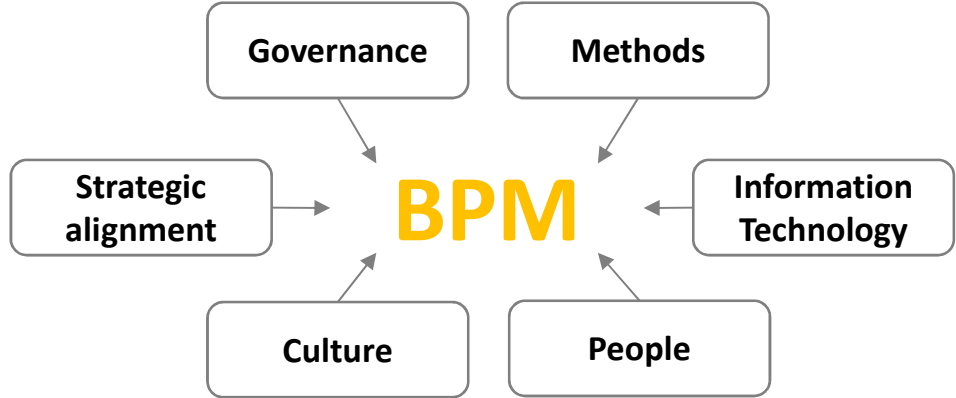 Governance
Methods
Strategic
alignment
BPM
Information
Technology
Culture
People